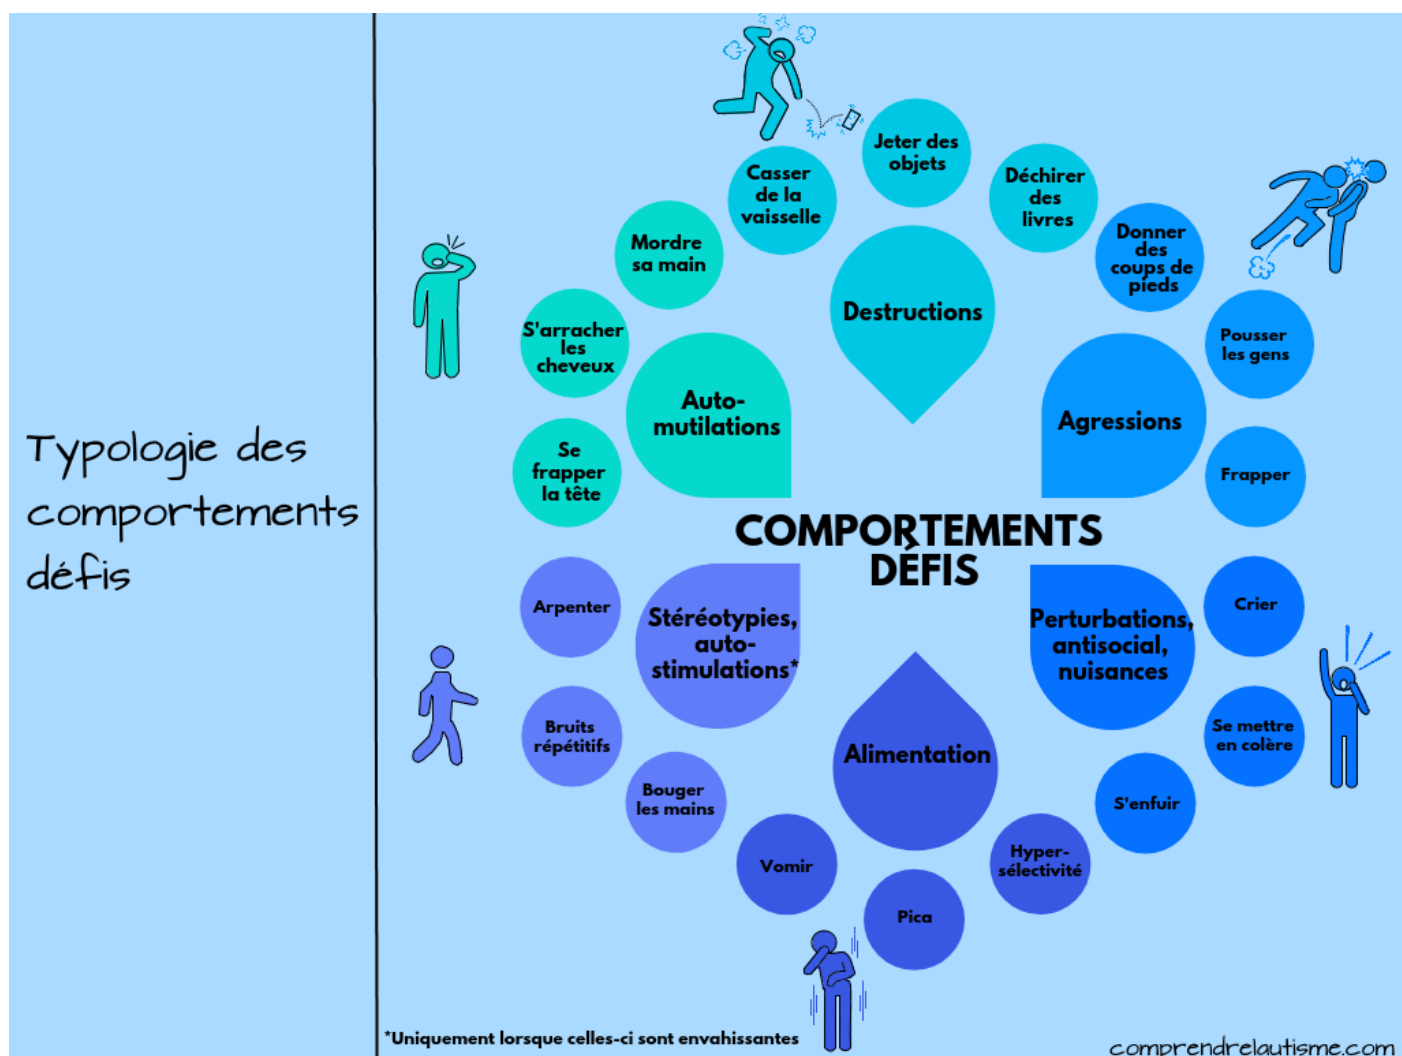 Typologie des
comportements
défis
Jeter des
objets
Casser
de la
vaisselle
Déchirer
des
livres
Destructions
Mordre
sa main
S'arracher
les
cheveux
Se
frapper
la tête
Auto-
mutilations
Donner
des
coups de
pieds
Pousser
les gens
Frapper
Agressions
COMPORTEMENTS
DÉFIS
Arpenter
Bruits
répétitifs
Bouger
les mains
Stéréotypies,
auto-
stimulations*
Crier
Se mettre
en colère
S'enfuir
Perturbations,
antisocial,
nuisances
Alimentation
Vomir
Pica
Hyper-
sélectivité
*Uniquement lorsque celles-ci sont envahissantes
comprendrelautisme.com